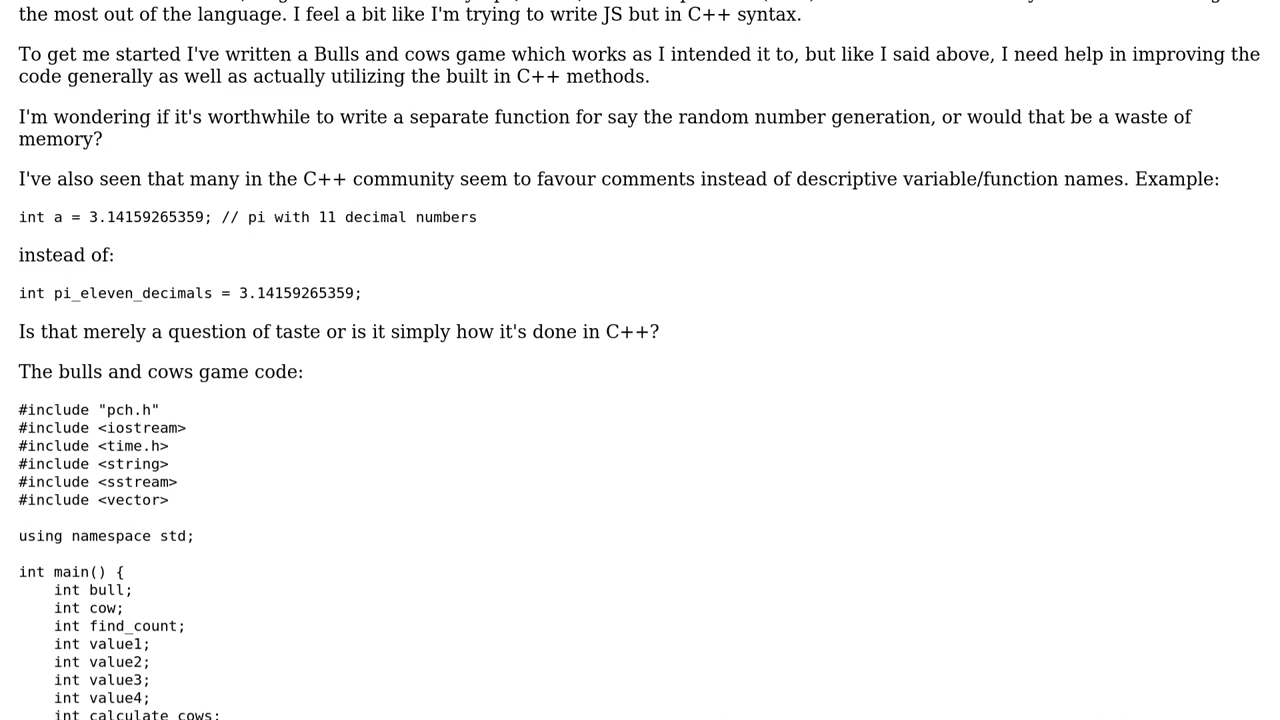 the most out of the language. I feel a bit like I'm trying to write JS but in C++ syntax.
To get me started I've written a Bulls and cows game which works as I intended it to, but like I said above, I need help in improving the
code generally as well as actually utilizing the built in C++ methods.
I'm wondering if it's worthwhile to write a separate function for say the random number generation, or would that be a waste of
memory?
I've also seen that many in the C++ community seem to favour comments instead of descriptive variable/function names. Example:
int a = 3.14159265359; // pi with 11 decimal numbers
instead of:
int pi_eleven_decimals = 3.14159265359;
Is that merely a question of taste or is it simply how it's done in C++?
The bulls and cows game code:
#include "pch.h"
#include <iostream>
#include <time.h>
#include <string>
#include <sstream>
#include <vector>
using namespace std;
int main() {
    int bull;
    int cow;
    int find_count;
    int value1;
    int value2;
    int value3;
    int value4;
    int calculate_cows;